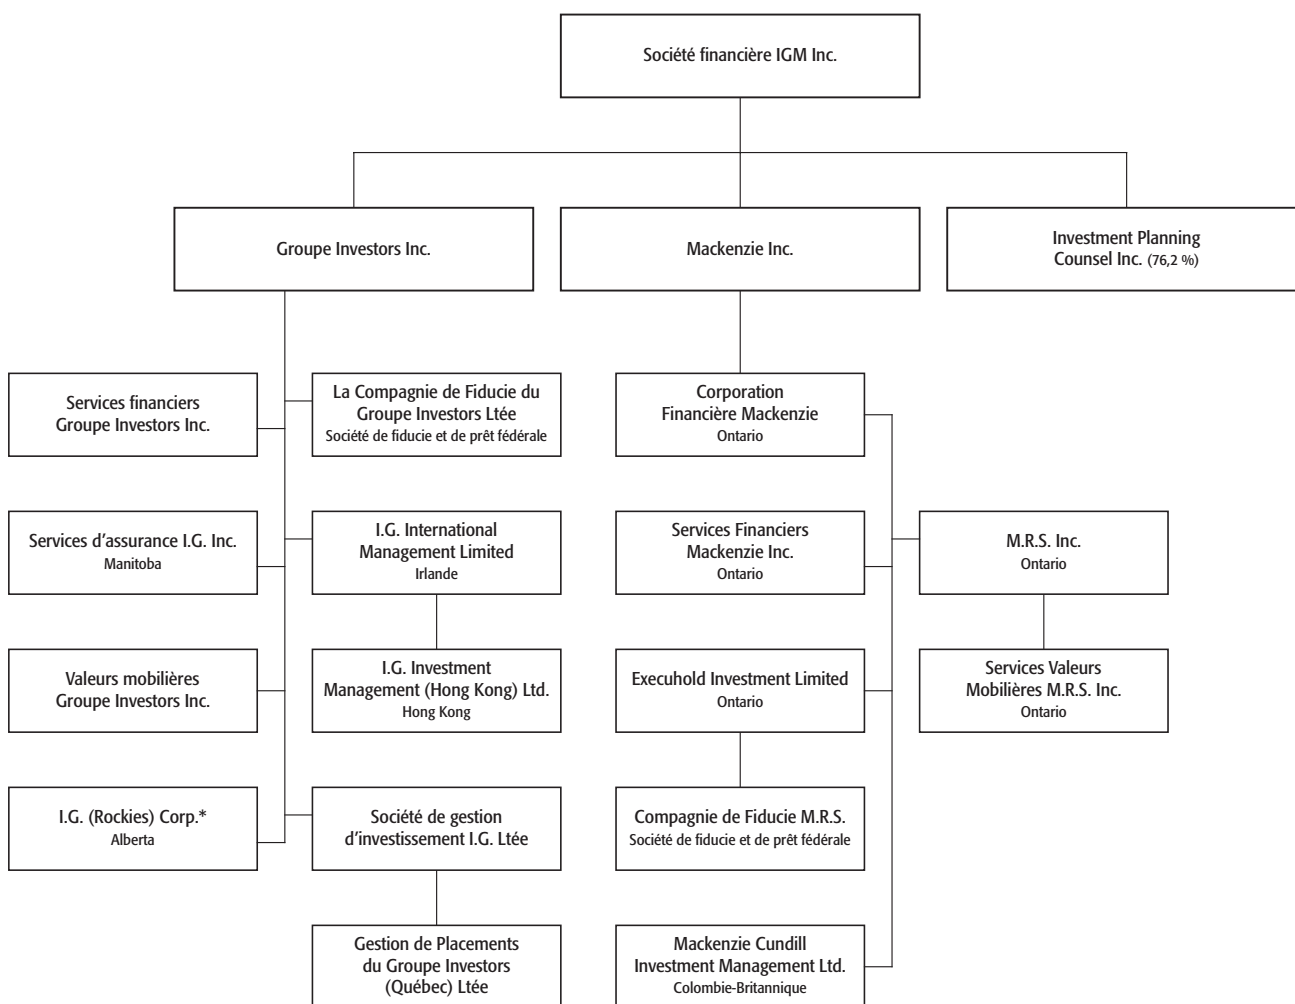 Société financière IGM Inc.
Groupe Investors Inc.
Mackenzie Inc.
Investment Planning
Counsel Inc. (76,2 %)
Services financiers
Groupe Investors Inc.
La Compagnie de Fiducie du
Groupe Investors Ltée
Société de fiducie et de prêt fédérale
Corporation
Financière Mackenzie
Ontario
Services d'assurance I.G. Inc.
Manitoba
I.G. International
Management Limited
Irlande
Services Financiers
Mackenzie Inc.
Ontario
M.R.S. Inc.
Ontario
Valeurs mobilières
Groupe Investors Inc.
I.G. Investment
Management (Hong Kong) Ltd.
Hong Kong
Execuhold Investment Limited
Ontario
Services Valeurs
Mobilières M.R.S. Inc.
Ontario
I.G. (Rockies) Corp.*
Alberta
Société de gestion
d'investissement I.G. Ltée
Compagnie de Fiducie M.R.S.
Société de fiducie et de prêt fédérale
Gestion de Placements
du Groupe Investors
(Québec) Ltée
Mackenzie Cundill
Investment Management Ltd.
Colombie-Britannique